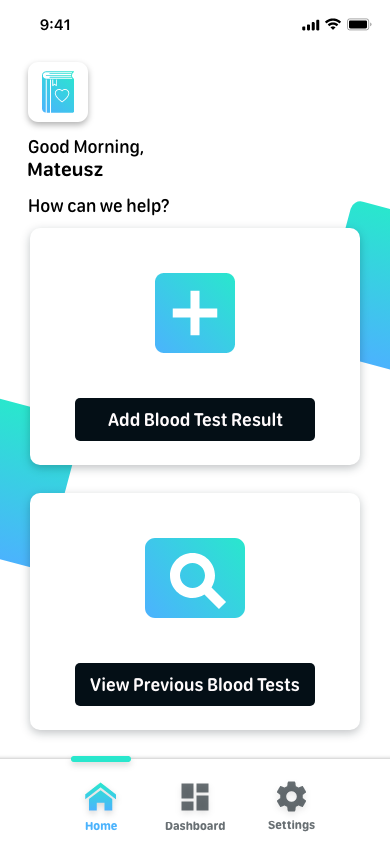 9:41
Good Morning,
Mateusz
How can we help?
Add Blood Test Result
View Previous Blood Tests
Home
Dashboard
Settings